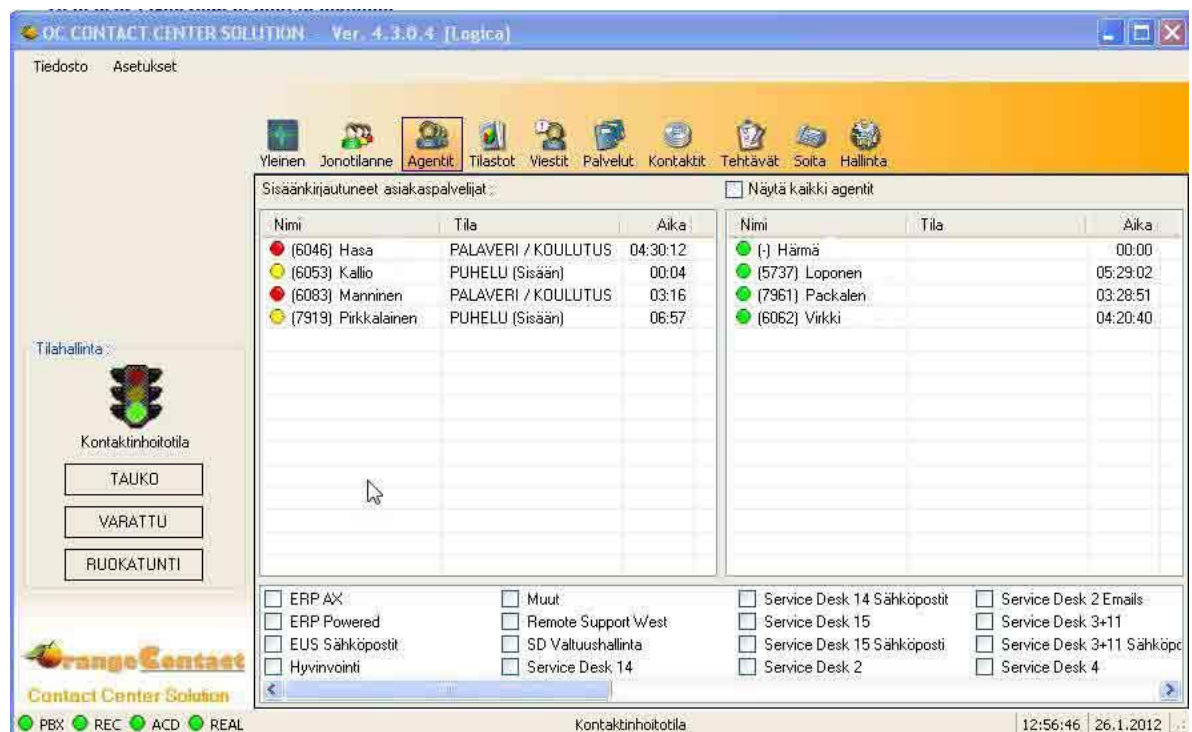 OC CONTACT CENTER SOLUTION Ver. 4.3.0.4 [Logica]
Tiedosto Asetukset
Yleinen Jonotilanne Agentit Tilastot Viestit Palvelut Kontaktit Tehtävät Soita Hallinta
Sisäänkirjautuneet asiakaspalvelijat : Näytä kaikki agentit
Nimi Tila Aika Nimi Tila Aika
(6046) Hasa PALAVERI / KOULUTUS 04:30:12 (-) Härmä 00:00
(6053) Kallio PUHELU (Sisään) 00:04 (5737) Loponen 05:29:02
(6083) Manninen PALAVERI / KOULUTUS 03:16 (7961) Packalen 03:28:51
(7919) Pirkkalainen PUHELU (Sisään) 06:57 (6062) Virkki 04:20:40
Tilahallinta :
Kontaktinhoitotila
TAUKO
VARATTU
RUOKATUNTI
ERP AX Muut Service Desk 14 Sähköpostit Service Desk 2 Emails
ERP Powered Remote Support West Service Desk 15 Service Desk 3+11
EUS Sähköpostit SD Valtuushallinta Service Desk 15 Sähköposti Service Desk 3+11 Sähköpo
Hyvinvointi Service Desk 14 Service Desk 2 Service Desk 4
OrangeContact
Contact Center Solution
PBX REC ACD REAL Kontaktinhoitotila 12:56:46 26.1.2012